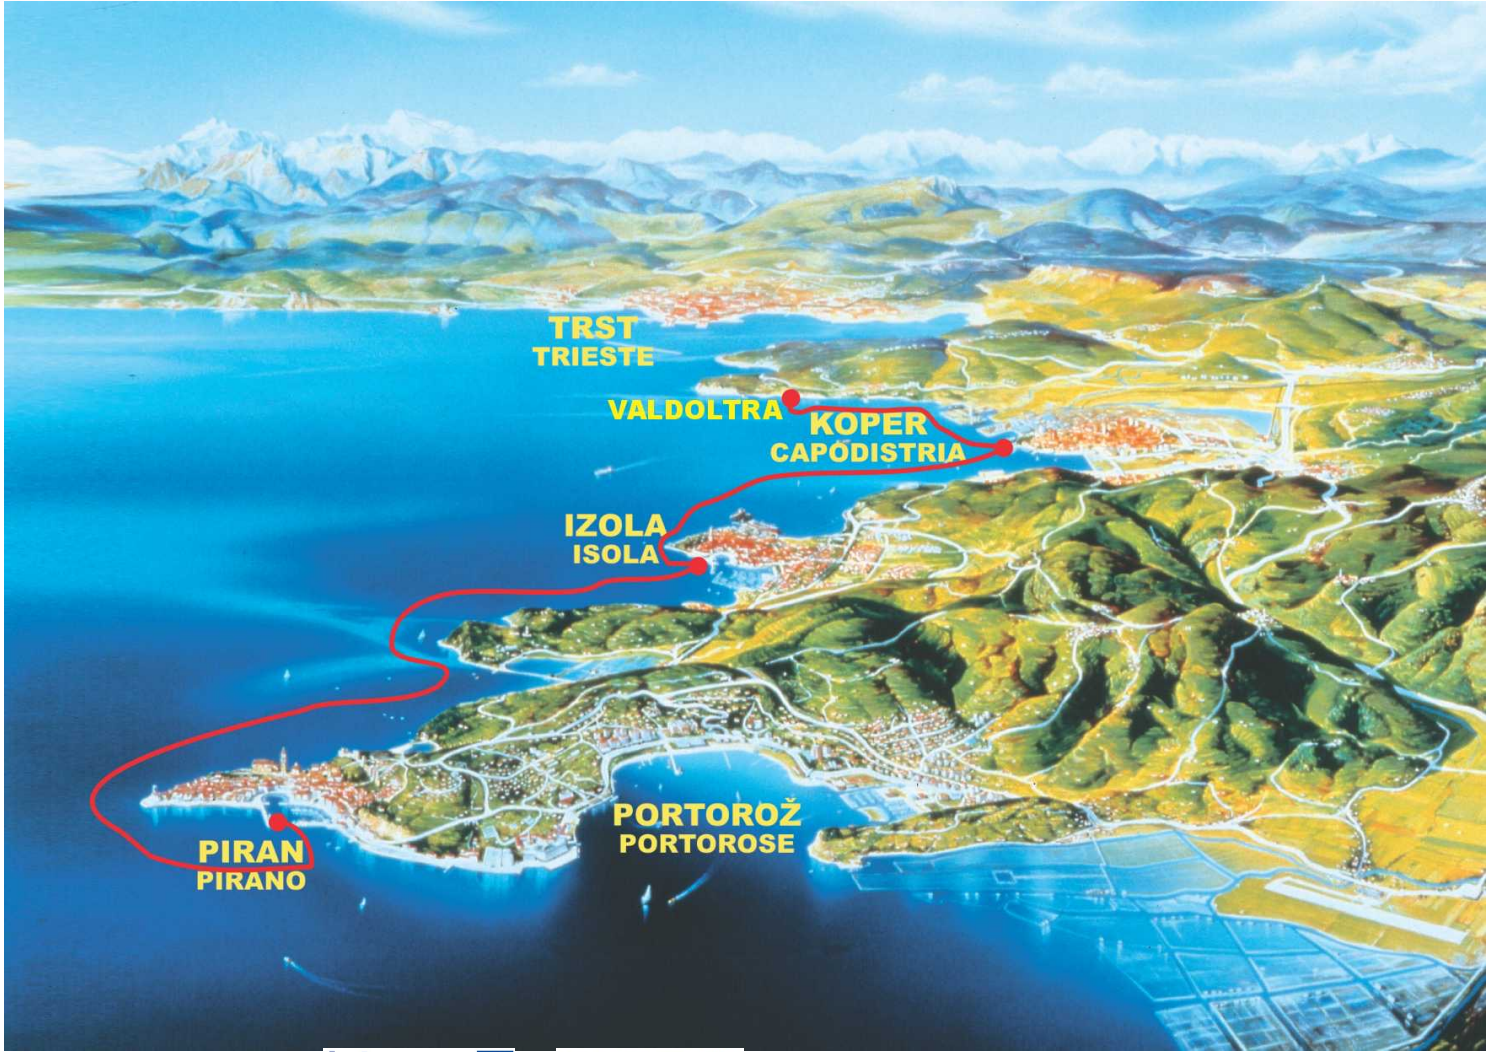 TRST
TRIESTE
VALDOLTRA
KOPER
CAPODISTRIA
IZOLA
ISOLA
PORTOROŽ
PORTOROSE
PIRAN
PIRANO